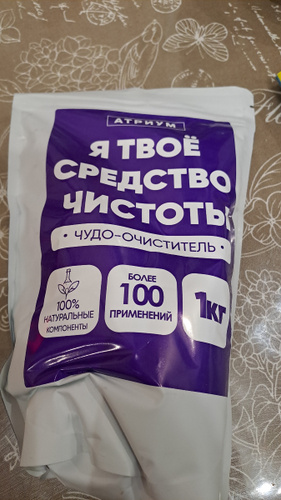 АТРИУМ
Я ТВОЁ
СРЕДСТВО
ЧИСТОТЫ
• ЧУДО-ОЧИСТИТЕЛЬ •
100%
НАТУРАЛЬНЫЕ
КОМПОНЕНТЫ
БОЛЕЕ
100
ПРИМЕНЕНИЙ
1КГ